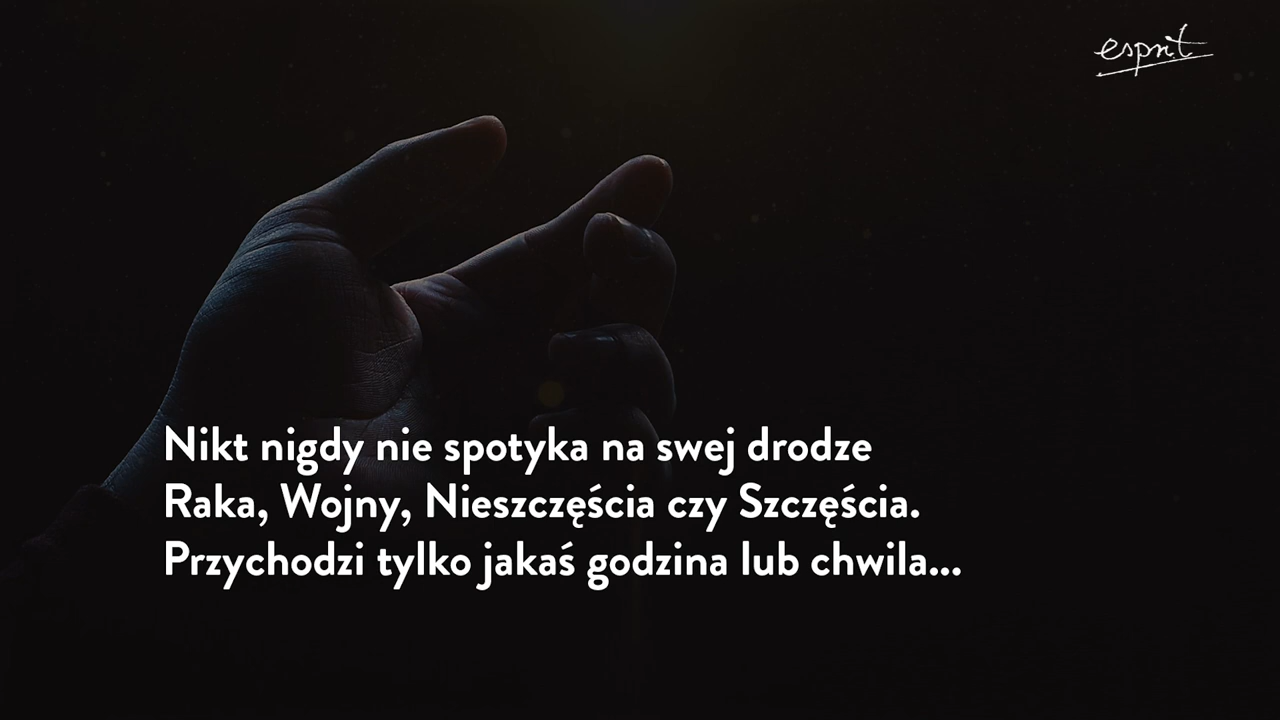 esprit
Nikt nigdy nie spotyka na swej drodze
Raka, Wojny, Nieszczęścia czy Szczęścia.
Przychodzi tylko jakaś godzina lub chwila...